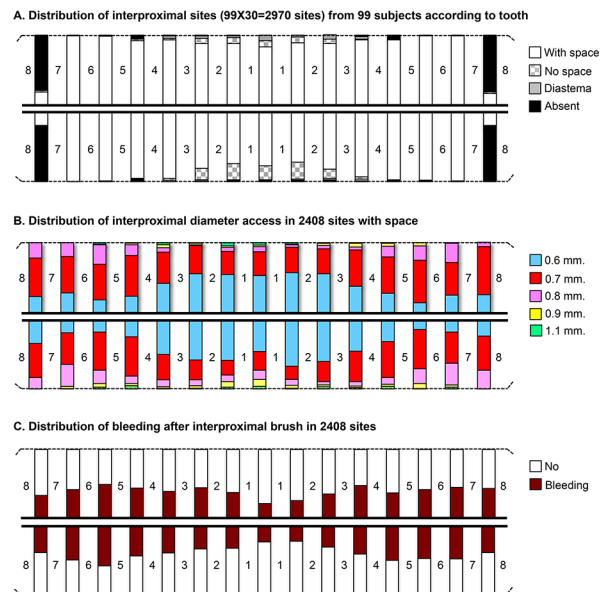 A. Distribution of interproximal sites (99X30=2970 sites) from 99 subjects according to tooth
With space
No space
Diastema
Absent
8 7 6 5 4 3 2 1 1 2 3 4 5 6 7 8
8 7 6 5 4 3 2 1 1 2 3 4 5 6 7 8
B. Distribution of interproximal diameter access in 2408 sites with space
0.6 mm.
0.7 mm.
0.8 mm.
0.9 mm.
1.1 mm.
8 7 6 5 4 3 2 1 1 2 3 4 5 6 7 8
8 7 6 5 4 3 2 1 1 2 3 4 5 6 7 8
C. Distribution of bleeding after interproximal brush in 2408 sites
No
Bleeding
8 7 6 5 4 3 2 1 1 2 3 4 5 6 7 8
8 7 6 5 4 3 2 1 1 2 3 4 5 6 7 8